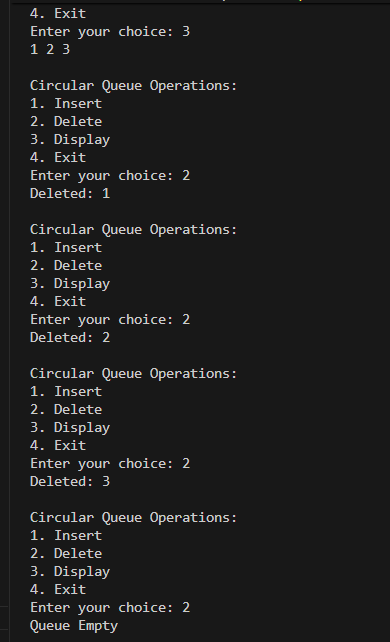 4. Exit
Enter your choice: 3
1 2 3

Circular Queue Operations:
1. Insert
2. Delete
3. Display
4. Exit
Enter your choice: 2
Deleted: 1

Circular Queue Operations:
1. Insert
2. Delete
3. Display
4. Exit
Enter your choice: 2
Deleted: 2

Circular Queue Operations:
1. Insert
2. Delete
3. Display
4. Exit
Enter your choice: 2
Deleted: 3

Circular Queue Operations:
1. Insert
2. Delete
3. Display
4. Exit
Enter your choice: 2
Queue Empty